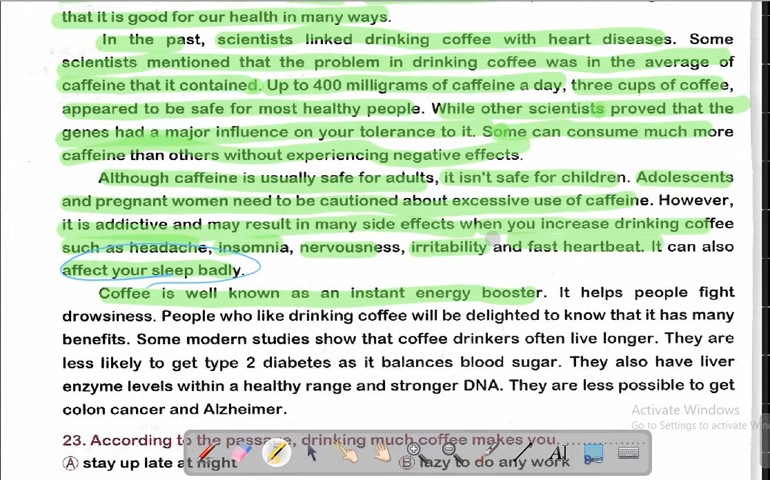 that it is good for our health in many ways.
In the past, scientists linked drinking coffee with heart diseases. Some
scientists mentioned that the problem in drinking coffee was in the average of
caffeine that it contained. Up to 400 milligrams of caffeine a day, three cups of coffee,
appeared to be safe for most healthy people. While other scientists proved that the
genes had a major influence on your tolerance to it. Some can consume much more
caffeine than others without experiencing negative effects.
Although caffeine is usually safe for adults, it isn't safe for children. Adolescents
and pregnant women need to be cautioned about excessive use of caffeine. However,
it is addictive and may result in many side effects when you increase drinking coffee
such as headache, insomnia, nervousness, irritability and fast heartbeat. It can also
affect your sleep badly.
Coffee is well known as an instant energy booster. It helps people fight
drowsiness. People who like drinking coffee will be delighted to know that it has many
benefits. Some modern studies show that coffee drinkers often live longer. They are
less likely to get type 2 diabetes as it balances blood sugar. They also have liver
enzyme levels within a healthy range and stronger DNA. They are less possible to get
colon cancer and Alzheimer.
Activate Windows
Go to Settings to activate Win
23. According to the passage, drinking much coffee makes you..............
A stay up late at night
B lazy to do any work